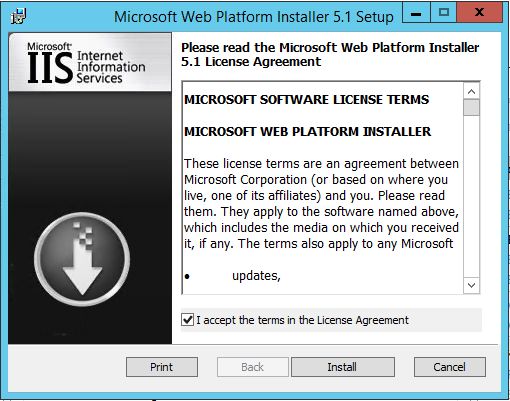 Microsoft Web Platform Installer 5.1 Setup
Microsoft®
IIS Internet
Information
Services
Please read the Microsoft Web Platform Installer
5.1 License Agreement
MICROSOFT SOFTWARE LICENSE TERMS
MICROSOFT WEB PLATFORM INSTALLER
These license terms are an agreement between
Microsoft Corporation (or based on where you
live, one of its affiliates) and you. Please read
them. They apply to the software named above,
which includes the media on which you received
it, if any. The terms also apply to any Microsoft
• updates,
I accept the terms in the License Agreement
Print
Back
Install
Cancel